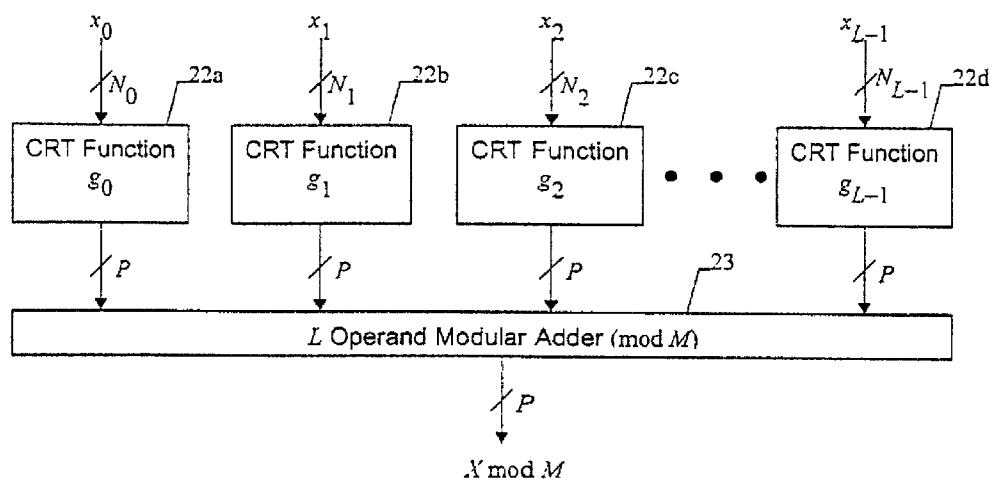 x0 x1 x2 xL−1
22a 22b 22c 22d
N0 N1 N2 NL−1
CRT Function CRT Function CRT Function CRT Function
g0 g1 g2 • • • gL−1
P P P P
23
L Operand Modular Adder (mod M)
P
X mod M